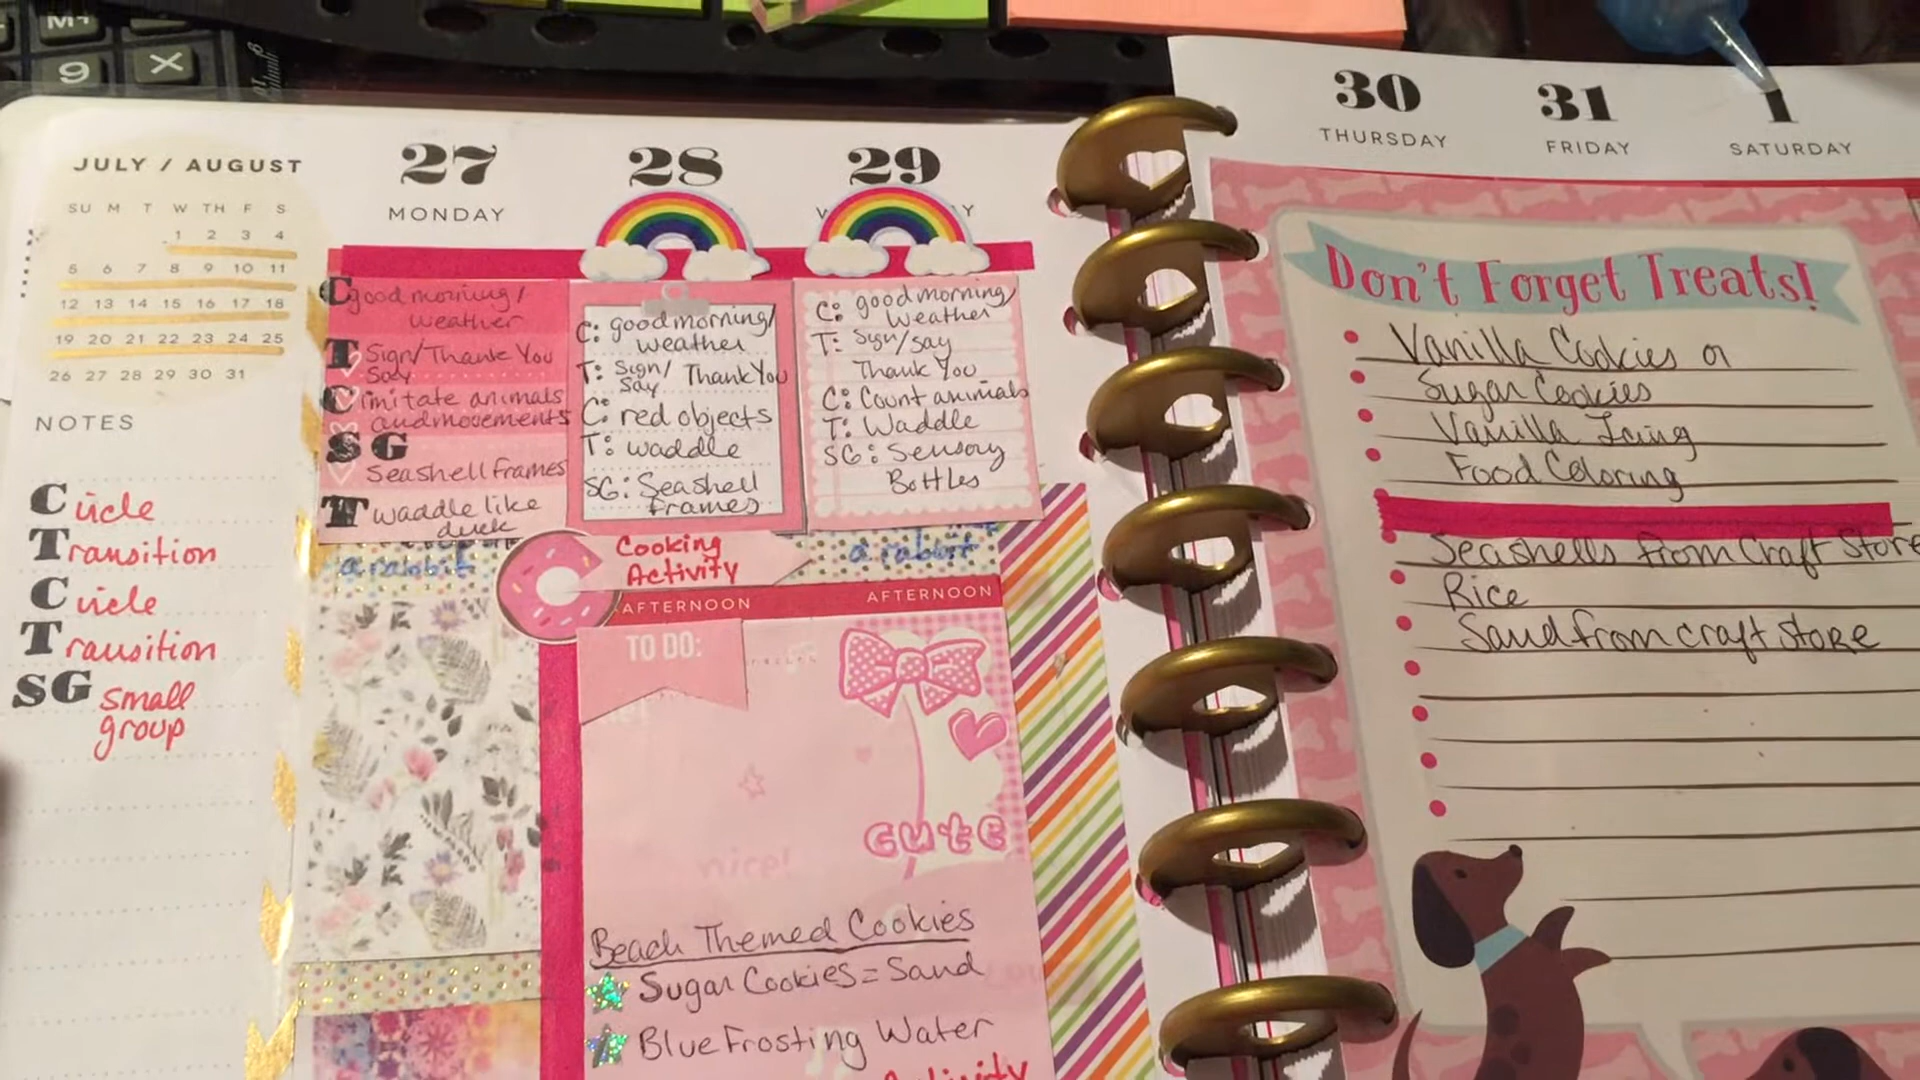 M+
9
X
JULY / AUGUST
SU M T W TH F S
1 2 3 4
5 6 7 8 9 10 11
12 13 14 15 16 17 18
19 20 21 22 23 24 25
26 27 28 29 30 31
NOTES
Circle
Transition
Circle
Transition
SG small
group
27
MONDAY
C good morning/
weather
T Sign/Thank You
Say
C imitate animals
and movements
SG
Seashell frames
T waddle like
duck
a rabbit
28
C: good morning/
weather
T: Sign/
Say Thank You
C: red objects
T: waddle
SG: Seashell
frames
Cooking
Activity
29
C: good morning/
Weather
T: Sign/say
Thank You
C: Count animals
T: Waddle
SG: Sensory
Bottles
a rabbit
AFTERNOON
AFTERNOON
TO DO:
cute
nice!
Beach Themed Cookies
Sugar Cookies = Sand
Blue Frosting Water
Activity
30
THURSDAY
31
FRIDAY
1
SATURDAY
Don't Forget Treats!
Vanilla Cookies or
Sugar Cookies
Vanilla Icing
Food Coloring
Seashells from Craft Store
Rice
Sand from craft store